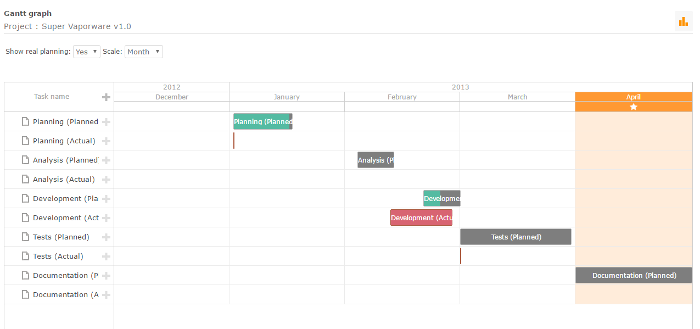 Gantt graph
Project : Super Vaporware v1.0
Show real planning: Yes Scale: Month
Task name 2012 2013
December January February March April
Planning (Planned Planning (Planned
Planning (Actual)
Analysis (Planned) Analysis (P
Analysis (Actual)
Development (Pla Developmen
Development (Act Development (Actu
Tests (Planned) Tests (Planned)
Tests (Actual)
Documentation (P Documentation (Planned)
Documentation (A